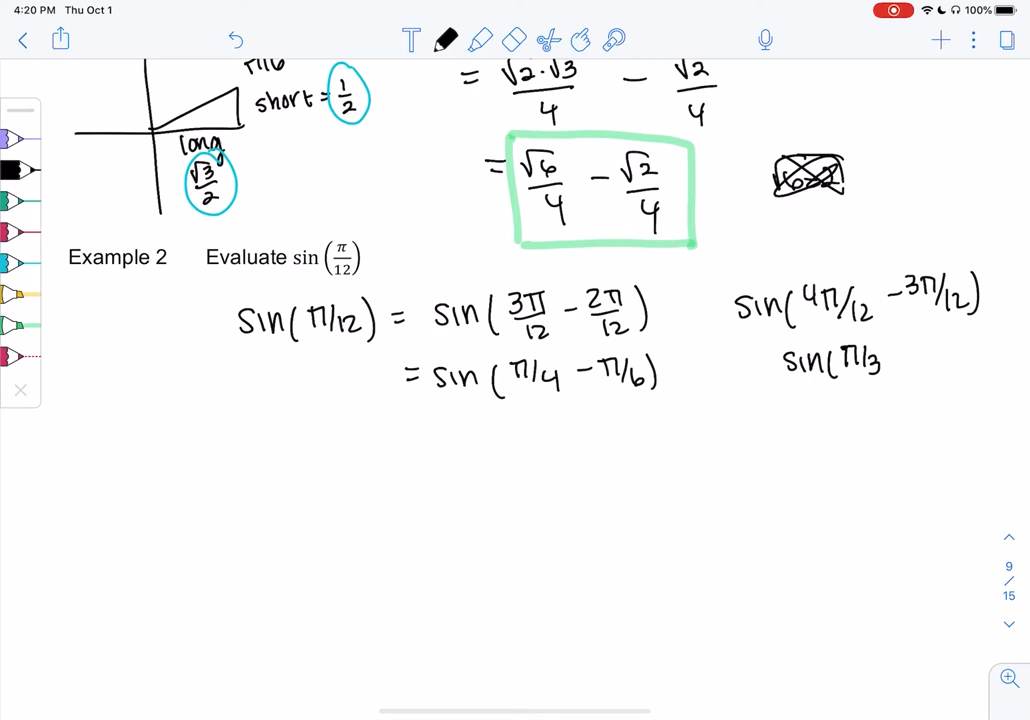 4:20 PM Thu Oct 1
100%
T
short = 1/2
long
√3/2
= √2·√3/4 − √2/4
= √6/4 − √2/4
Example 2 Evaluate sin (π/12)
sin(π/12) = sin(3π/12 − 2π/12)
= sin(π/4 − π/6)
sin(4π/12 − 3π/12)
sin(π/3
9
/
15